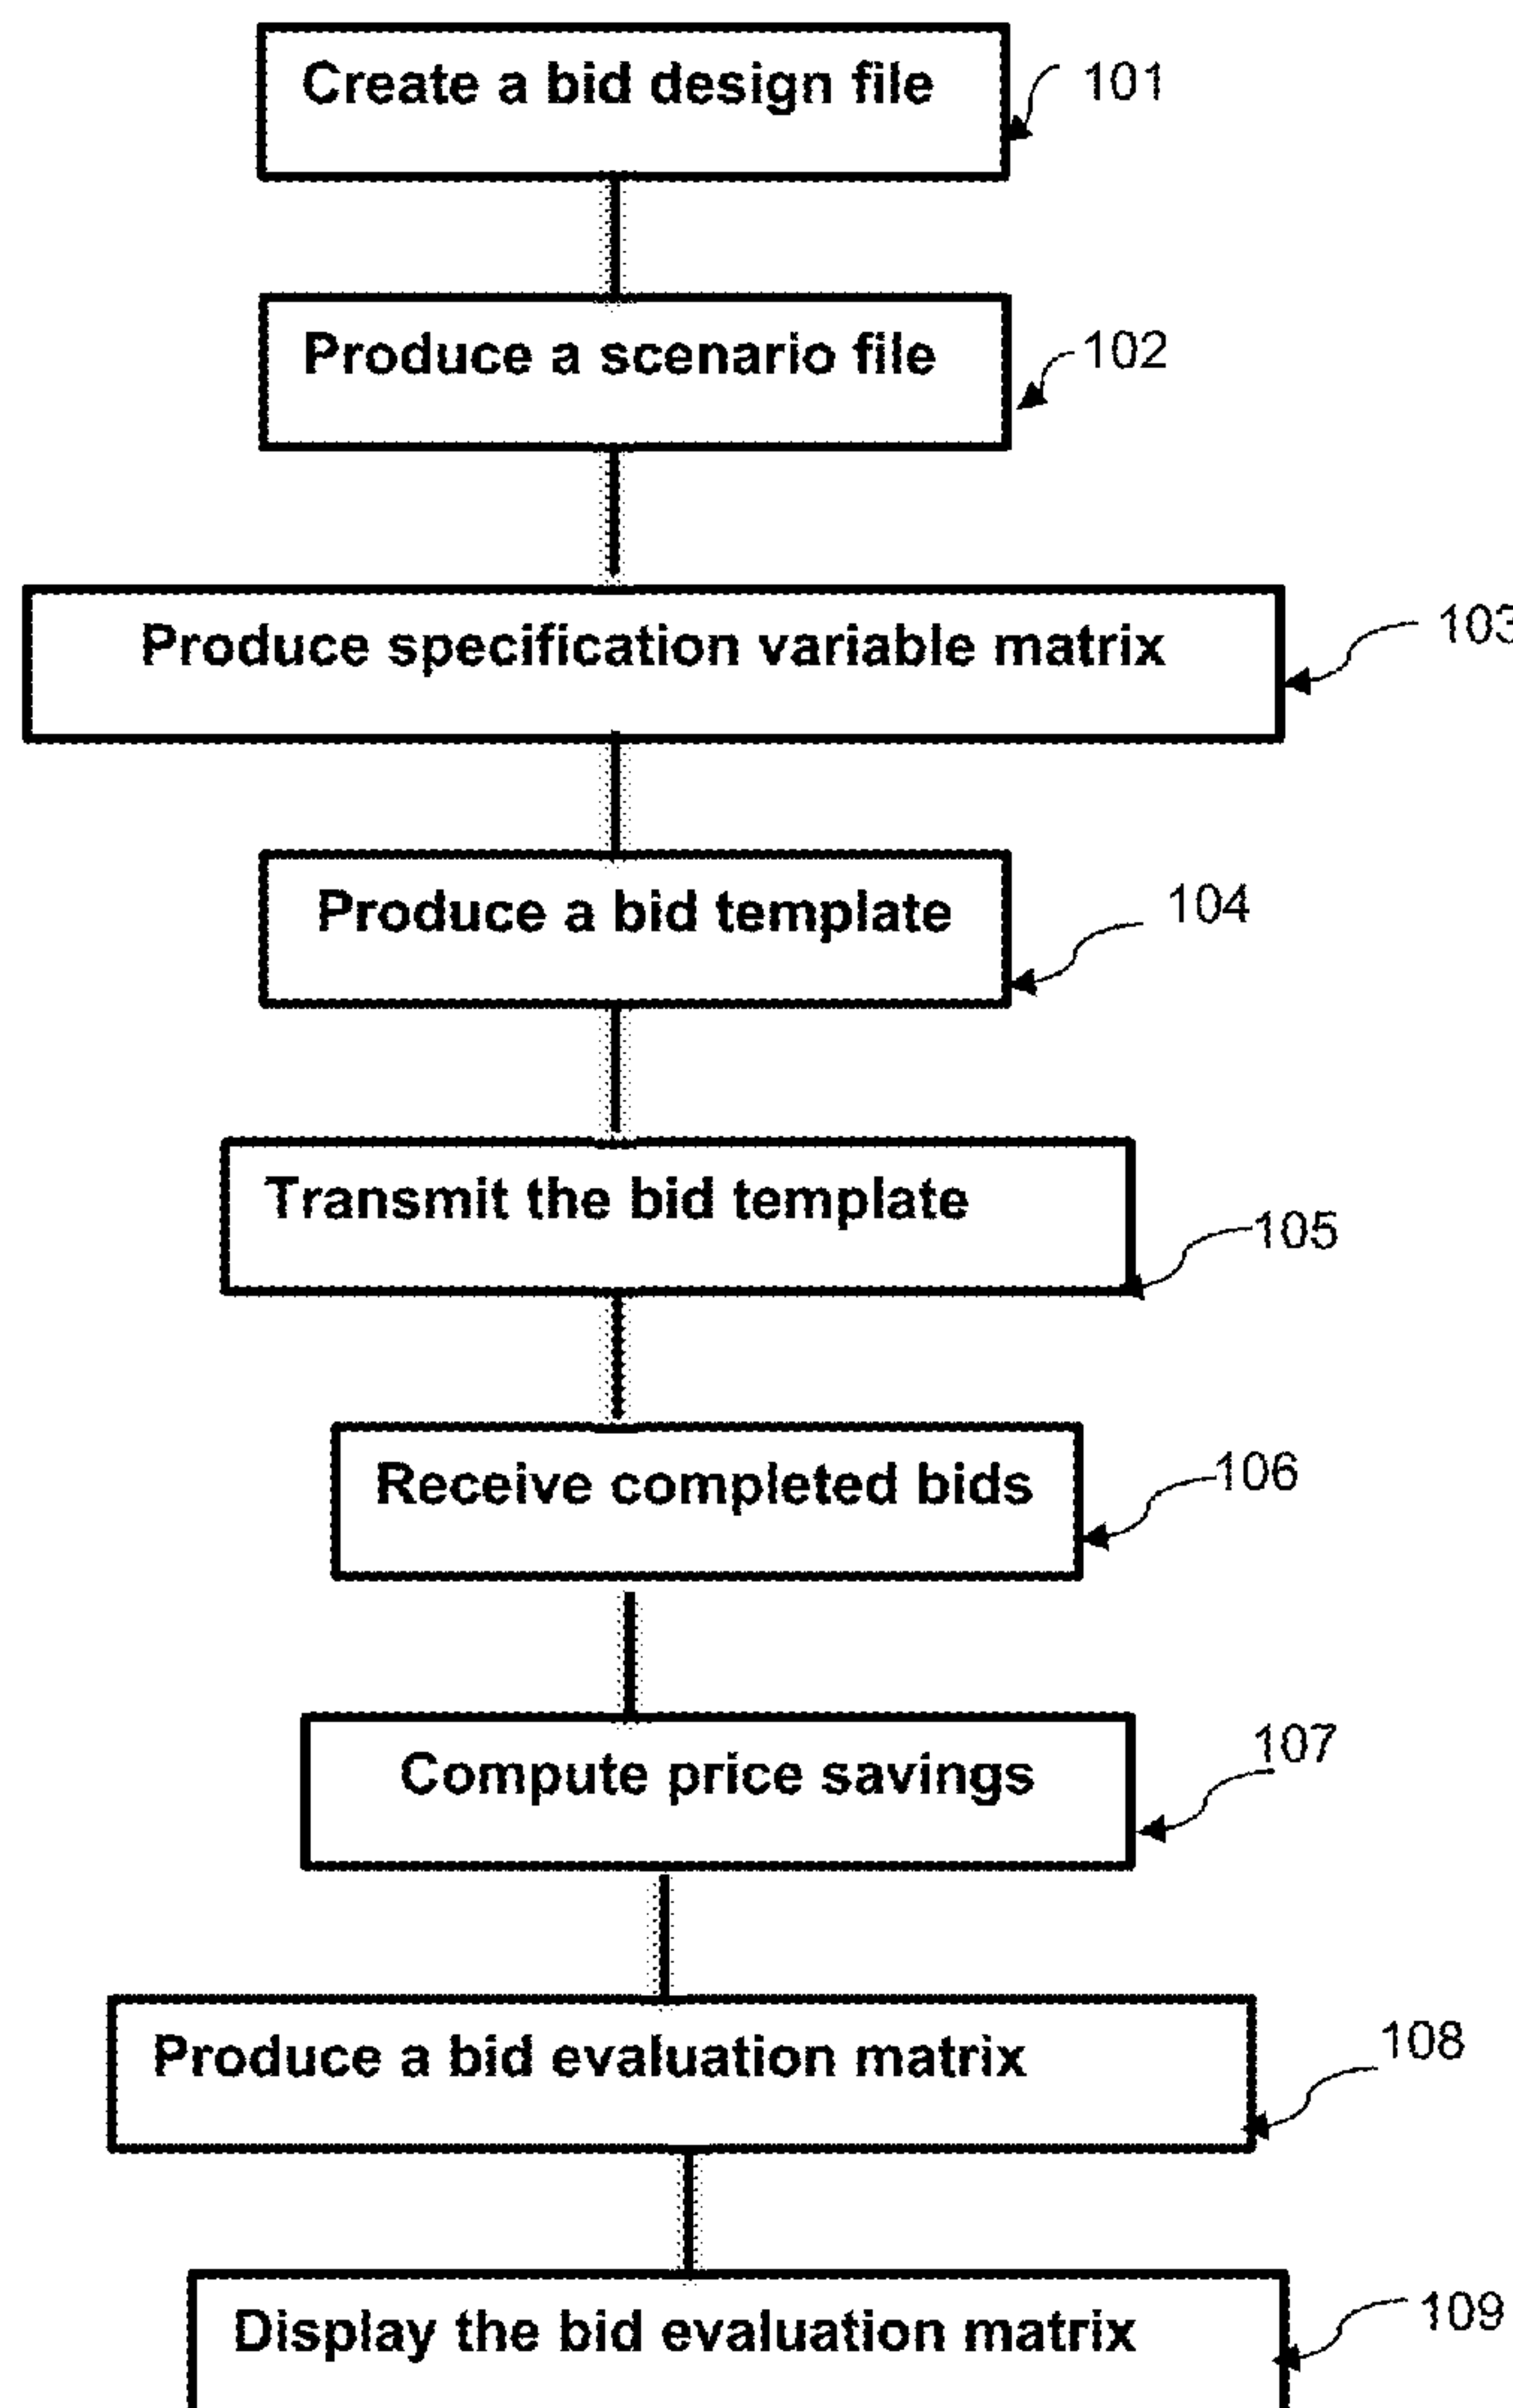 Create a bid design file
101
Produce a scenario file
102
Produce specification variable matrix
103
Produce a bid template
104
Transmit the bid template
105
Receive completed bids
106
Compute price savings
107
Produce a bid evaluation matrix
108
Display the bid evaluation matrix
109